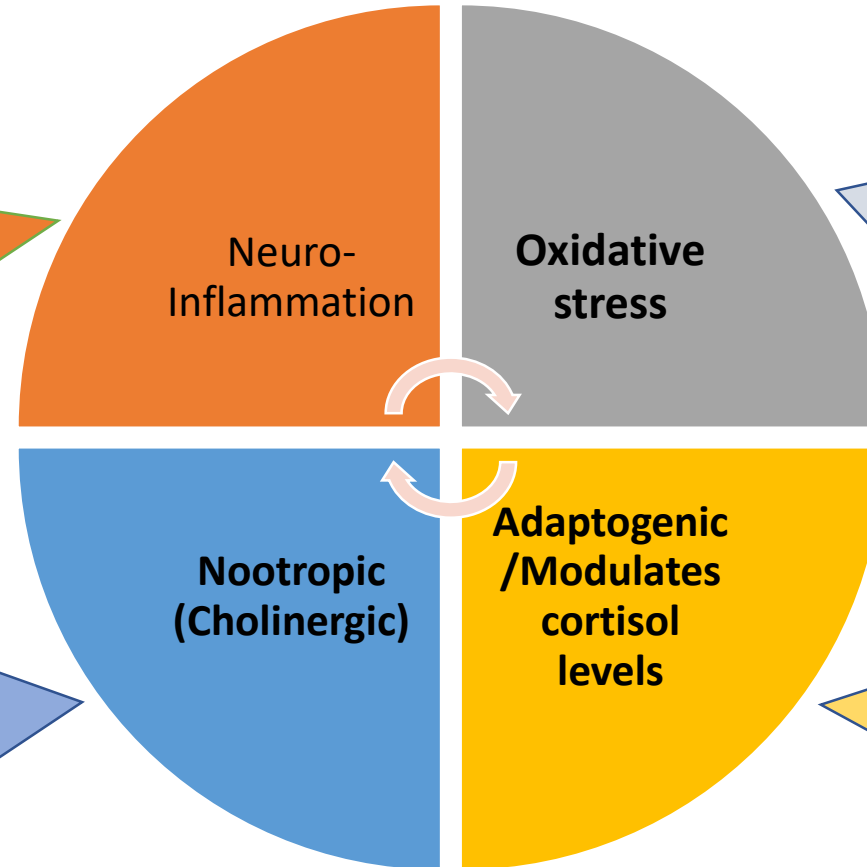 Neuro-
Inflammation
Oxidative
stress
Nootropic
(Cholinergic)
Adaptogenic
/Modulates
cortisol
levels